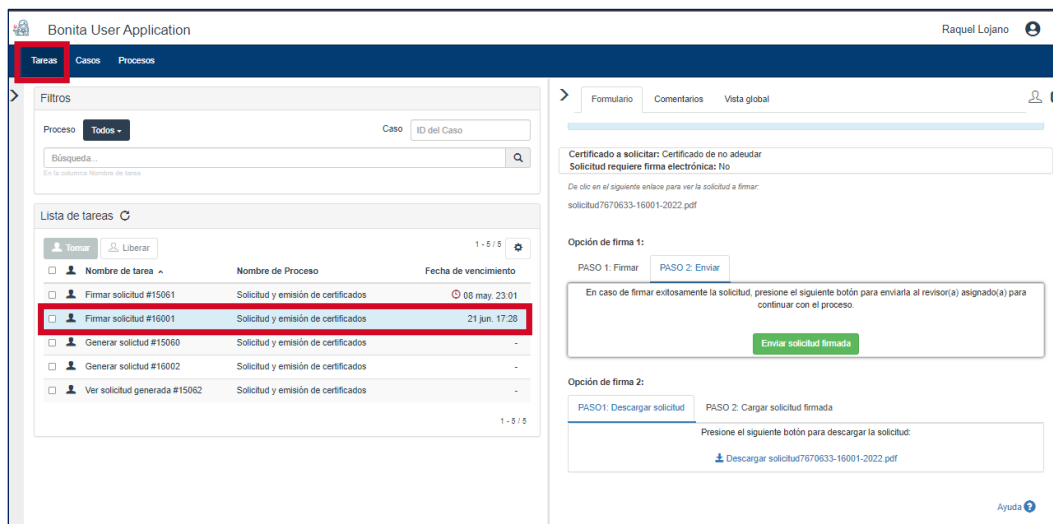 Bonita User Application
Raquel Lojano
Tareas Casos Procesos
Filtros
Proceso Todos Caso ID del Caso
Búsqueda...
En la columna Nombre de tarea
Lista de tareas
Tomar Liberar 1 - 5 / 5
Nombre de tarea Nombre de Proceso Fecha de vencimiento
Firmar solicitud #15061 Solicitud y emisión de certificados 08 may. 23:01
Firmar solicitud #16001 Solicitud y emisión de certificados 21 jun. 17:28
Generar solictud #15060 Solicitud y emisión de certificados -
Generar solictud #16002 Solicitud y emisión de certificados -
Ver solicitud generada #15062 Solicitud y emisión de certificados -
1 - 5 / 5
Formulario Comentarios Vista global
Certificado a solicitar: Certificado de no adeudar
Solicitud requiere firma electrónica: No
De clic en el siguiente enlace para ver la solicitud a firmar:
solicitud7670633-16001-2022.pdf
Opción de firma 1:
PASO 1: Firmar PASO 2: Enviar
En caso de firmar exitosamente la solicitud, presione el siguiente botón para enviarla al revisor(a) asignado(a) para
continuar con el proceso.
Enviar solicitud firmada
Opción de firma 2:
PASO1: Descargar solicitud PASO 2: Cargar solicitud firmada
Presione el siguiente botón para descargar la solicitud:
Descargar solicitud7670633-16001-2022.pdf
Ayuda